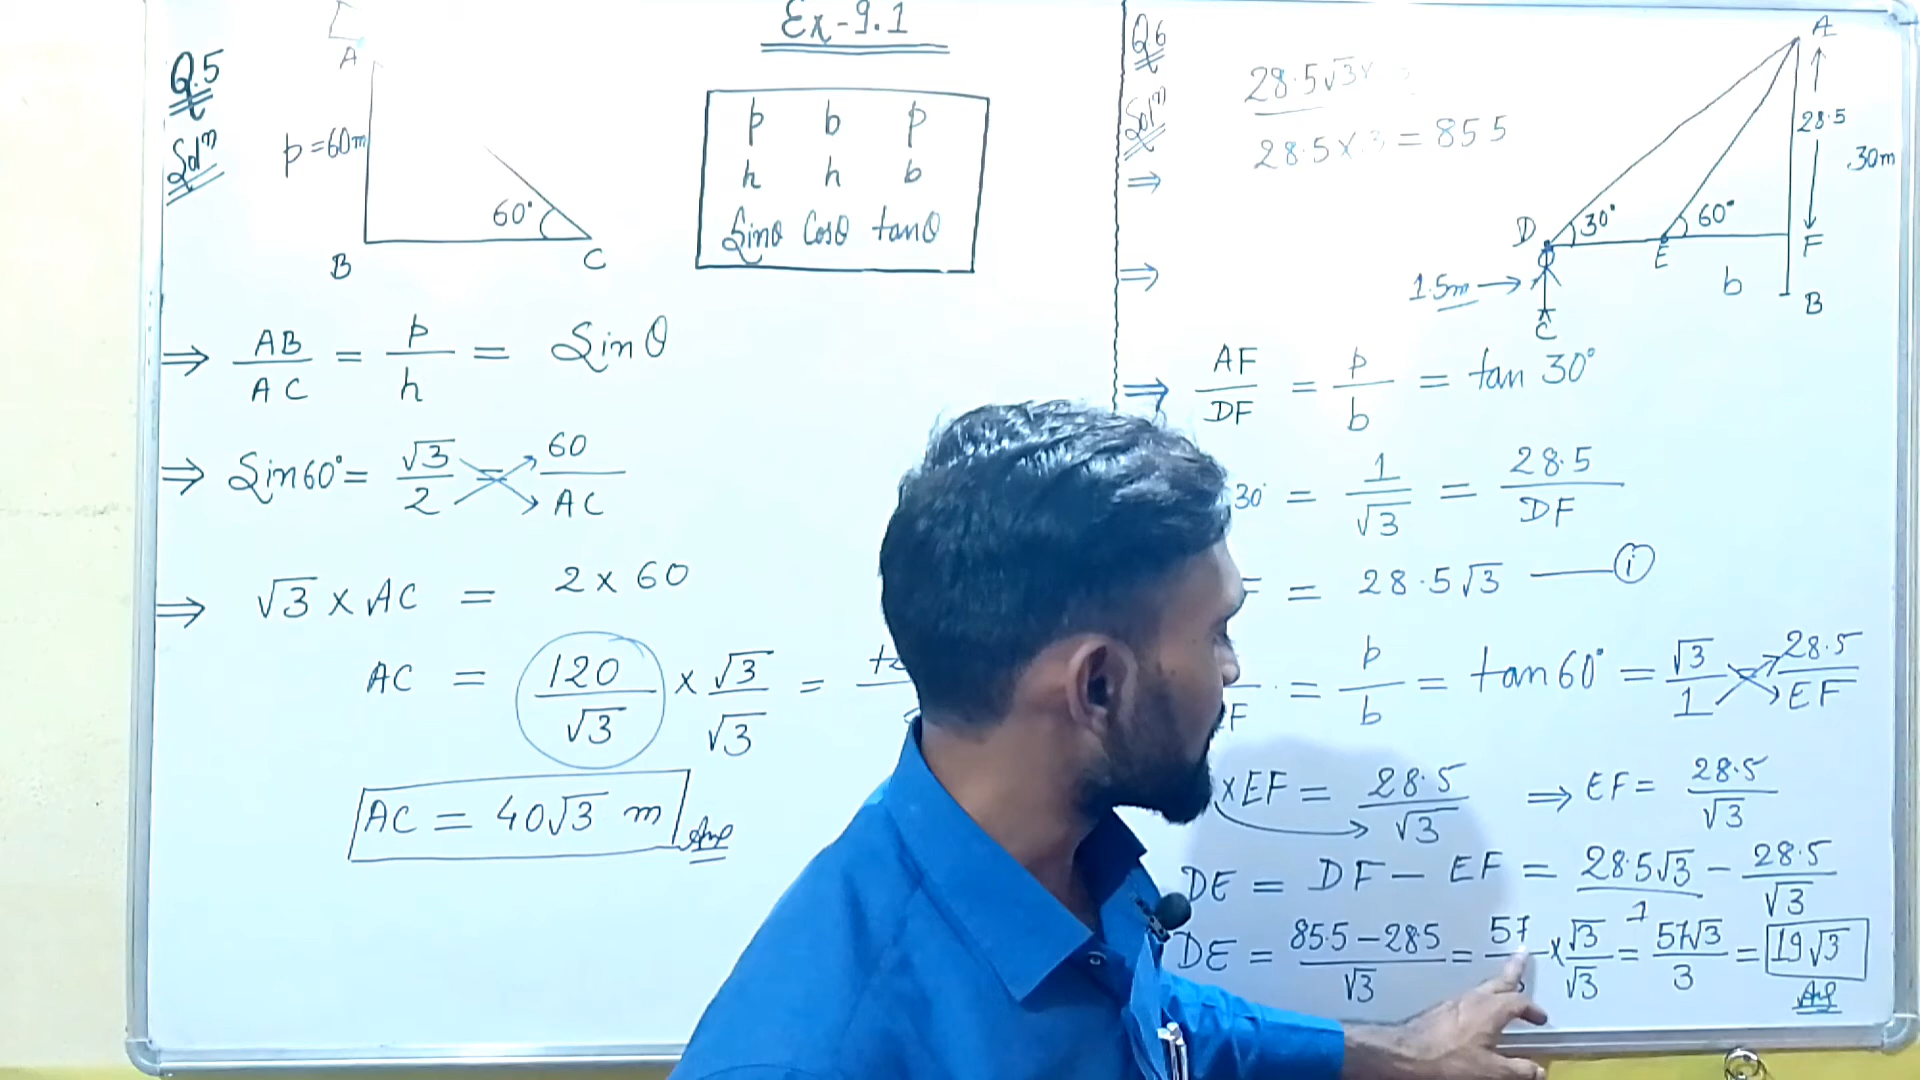 Ex-9.1
Q.5
Solⁿ
A
p=60m
60°
B
C
p b p
h h b
Sinθ Cosθ tanθ
⇒ AB/AC = p/h = Sin θ
⇒ Sin60° = √3/2 = 60/AC
⇒ √3 × AC = 2 × 60
AC = 120/√3 × √3/√3 =
AC = 40√3 m Ans
Q6
Solⁿ
28.5√3×
28.5×3 = 855
⇒
⇒
A
28.5
30m
D 30° 60°
E
F
1.5m →
b
B
C
⇒ AF/DF = p/b = tan 30°
30° = 1/√3 = 28.5/DF
= 28.5√3 — (i)
F = p/b = tan60° = √3/1 = 28.5/EF
×EF = 28.5/√3 ⇒ EF = 28.5/√3
DE = DF - EF = 28.5√3/1 - 28.5/√3
DE = 85.5-28.5/√3 = 57 × √3/√3 = 57√3/3 = 19√3
Ans